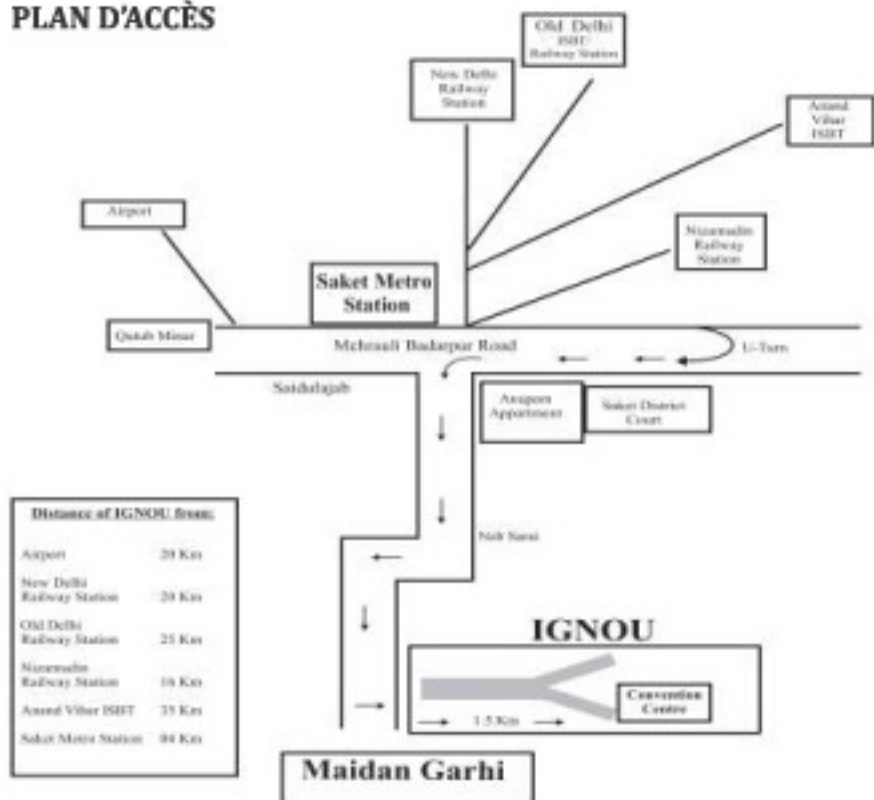 PLAN D'ACCÈS
Old Delhi
ISBT/
Railway Station
New Delhi
Railway
Station
Anand
Vihar
ISBT
Airport
Nizamudin
Railway
Station
Saket Metro
Station
Qutab Minar
Mehrauli Badarpur Road
U-Turn
Saidulajab
Anupam
Appartment
Saket District
Court
Neb Sarai
Distance of IGNOU from:
Airport 20 Km
New Delhi
Railway Station 20 Km
Old Delhi
Railway Station 25 Km
Nizamudin
Railway Station 16 Km
Anand Vihar ISBT 35 Km
Saket Metro Station 04 Km
IGNOU
Convention
Centre
1.5 Km
Maidan Garhi